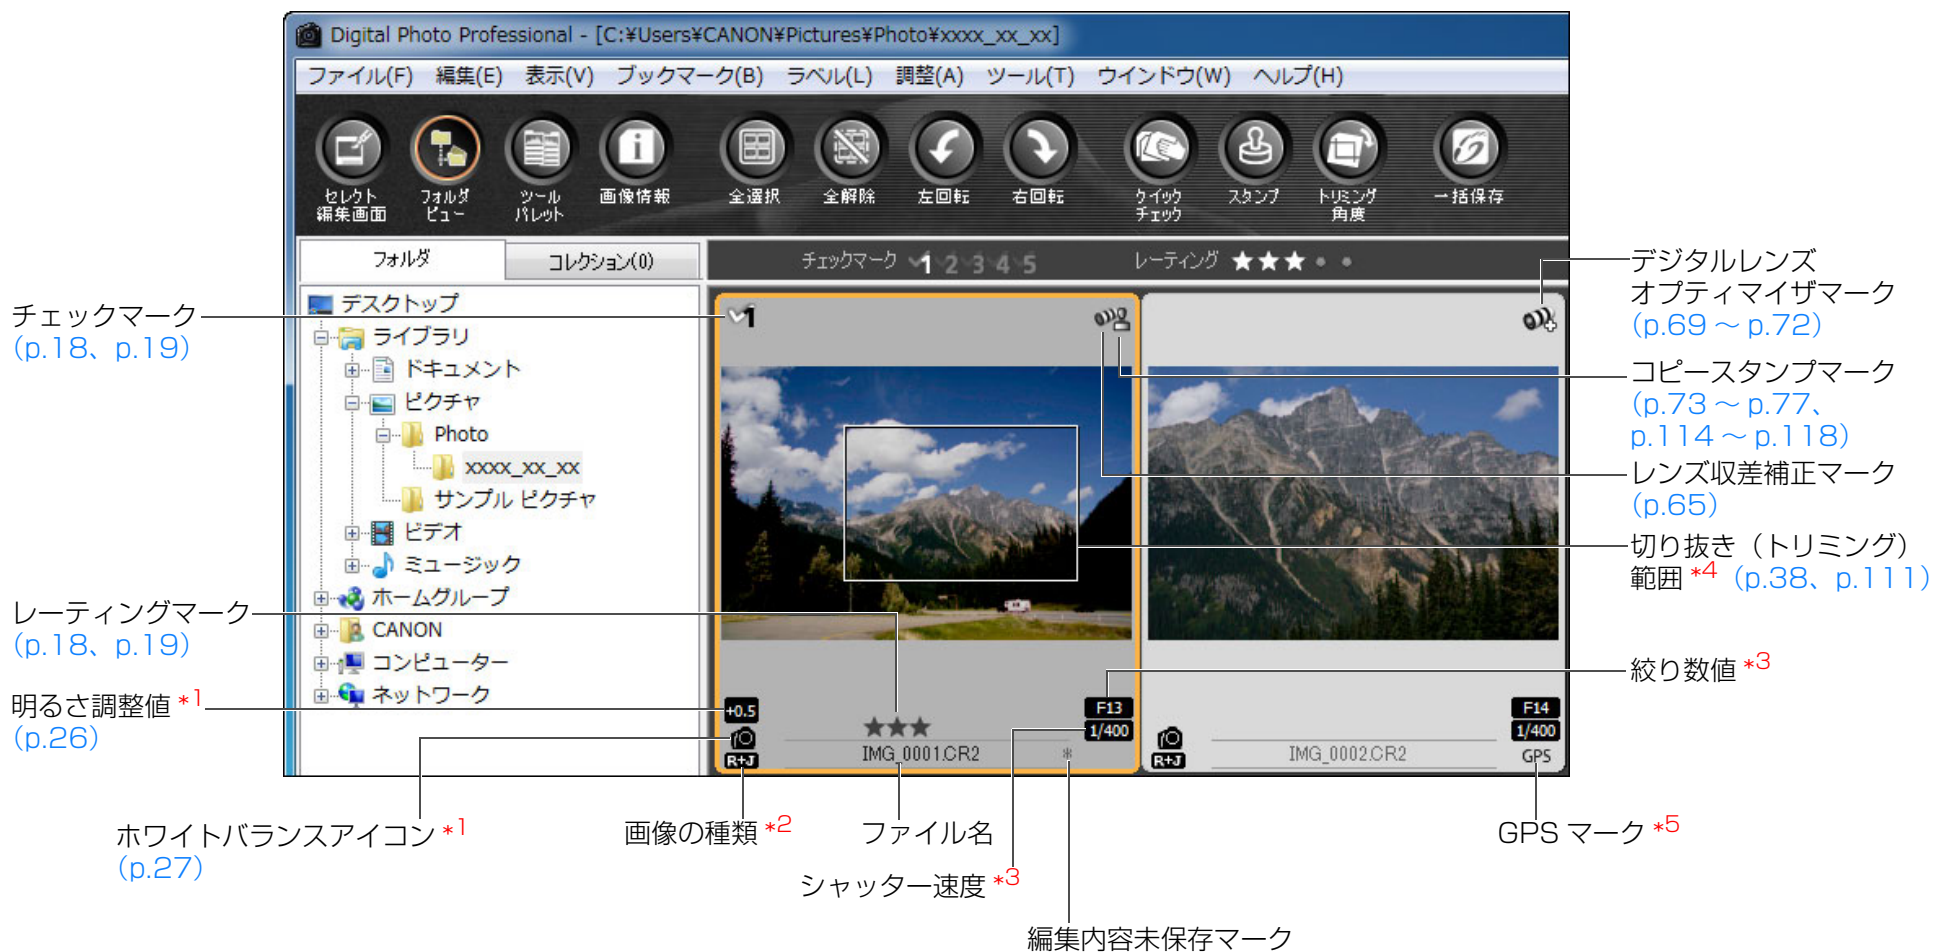 Digital Photo Professional - [C:¥Users¥CANON¥Pictures¥Photo¥xxxx_xx_xx]
ファイル(F) 編集(E) 表示(V) ブックマーク(B) ラベル(L) 調整(A) ツール(T) ウインドウ(W) ヘルプ(H)
セレクト
編集画面
フォルダ
ビュー
ツール
パレット
画像情報
全選択
全解除
左回転
右回転
クイック
チェック
スタンプ
トリミング
角度
一括保存
フォルダ
コレクション(0)
チェックマーク 1 2 3 4 5
レーティング ★★★
デスクトップ
ライブラリ
ドキュメント
ピクチャ
Photo
xxxx_xx_xx
サンプル ピクチャ
ビデオ
ミュージック
ホームグループ
CANON
コンピューター
ネットワーク
1
+0.5
R+J
★★★
IMG_0001.CR2
*
F13
1/400
R+J
IMG_0002.CR2
F14
1/400
GPS
チェックマーク
（p.18、p.19）
レーティングマーク
（p.18、p.19）
明るさ調整値 *1
（p.26）
ホワイトバランスアイコン *1
（p.27）
画像の種類 *2
ファイル名
シャッター速度 *3
編集内容未保存マーク
GPS マーク *5
デジタルレンズ
オプティマイザマーク
（p.69 ～ p.72）
コピースタンプマーク
（p.73 ～ p.77、
p.114 ～ p.118）
レンズ収差補正マーク
（p.65）
切り抜き（トリミング）
範囲 *4（p.38、p.111）
絞り数値 *3